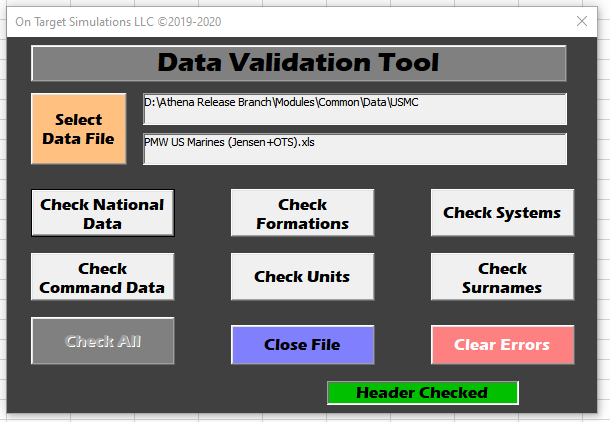 On Target Simulations LLC ©2019-2020
Data Validation Tool
Select
Data File
D:\Athena Release Branch\Modules\Common\Data\USMC
PMW US Marines (Jensen+OTS).xls
Check National
Data
Check
Formations
Check Systems
Check
Command Data
Check Units
Check
Surnames
Check All
Close File
Clear Errors
Header Checked